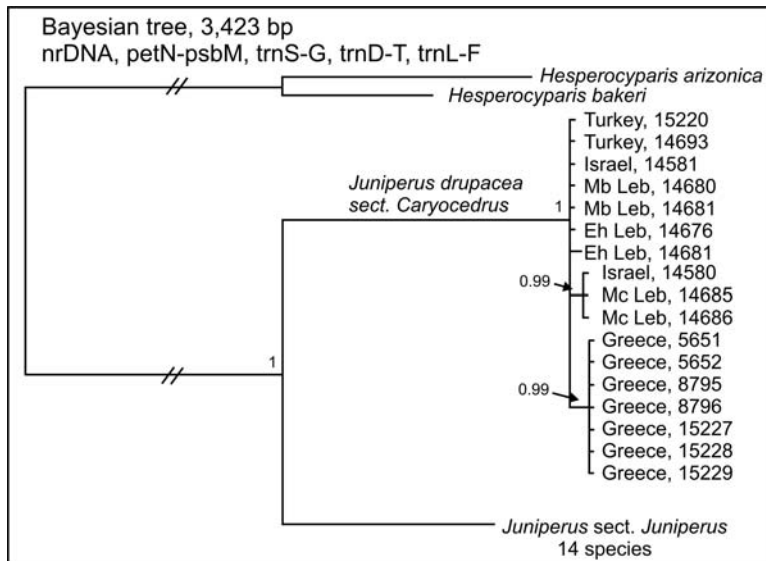 Bayesian tree, 3,423 bp
nrDNA, petN-psbM, trnS-G, trnD-T, trnL-F
Hesperocyparis arizonica
Hesperocyparis bakeri
Turkey, 15220
Turkey, 14693
Israel, 14581
Juniperus drupacea
sect. Caryocedrus
1
Mb Leb, 14680
Mb Leb, 14681
Eh Leb, 14676
Eh Leb, 14681
0.99
Israel, 14580
Mc Leb, 14685
Mc Leb, 14686
Greece, 5651
Greece, 5652
1
0.99
Greece, 8795
Greece, 8796
Greece, 15227
Greece, 15228
Greece, 15229
Juniperus sect. Juniperus
14 species